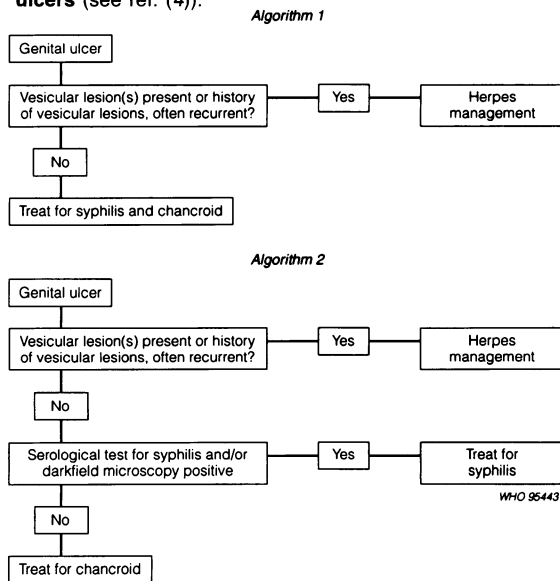 ulcers (see ref. (4)).
Algorithm 1
Genital ulcer
Vesicular lesion(s) present or history
of vesicular lesions, often recurrent?
Yes
Herpes
management
No
Treat for syphilis and chancroid
Algorithm 2
Genital ulcer
Vesicular lesion(s) present or history
of vesicular lesions, often recurrent?
Yes
Herpes
management
No
Serological test for syphilis and/or
darkfield microscopy positive
Yes
Treat for
syphilis
WHO 95443
No
Treat for chancroid